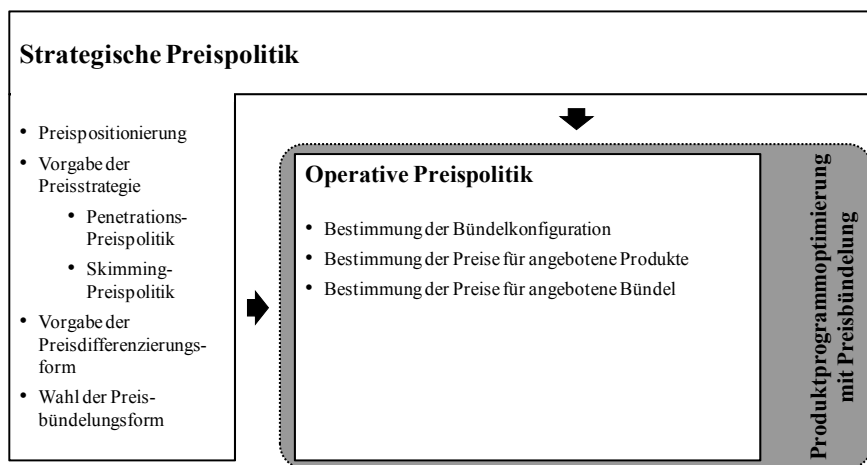 Strategische Preispolitik
• Preispositionierung
• Vorgabe der
Preisstrategie
• Penetrations-
Preispolitik
• Skimming-
Preispolitik
• Vorgabe der
Preisdifferenzierungs-
form
• Wahl der Preis-
bündelungsform
Operative Preispolitik
• Bestimmung der Bündelkonfiguration
• Bestimmung der Preise für angebotene Produkte
• Bestimmung der Preise für angebotene Bündel
Produktprogrammoptimierung
mit Preisbündelung